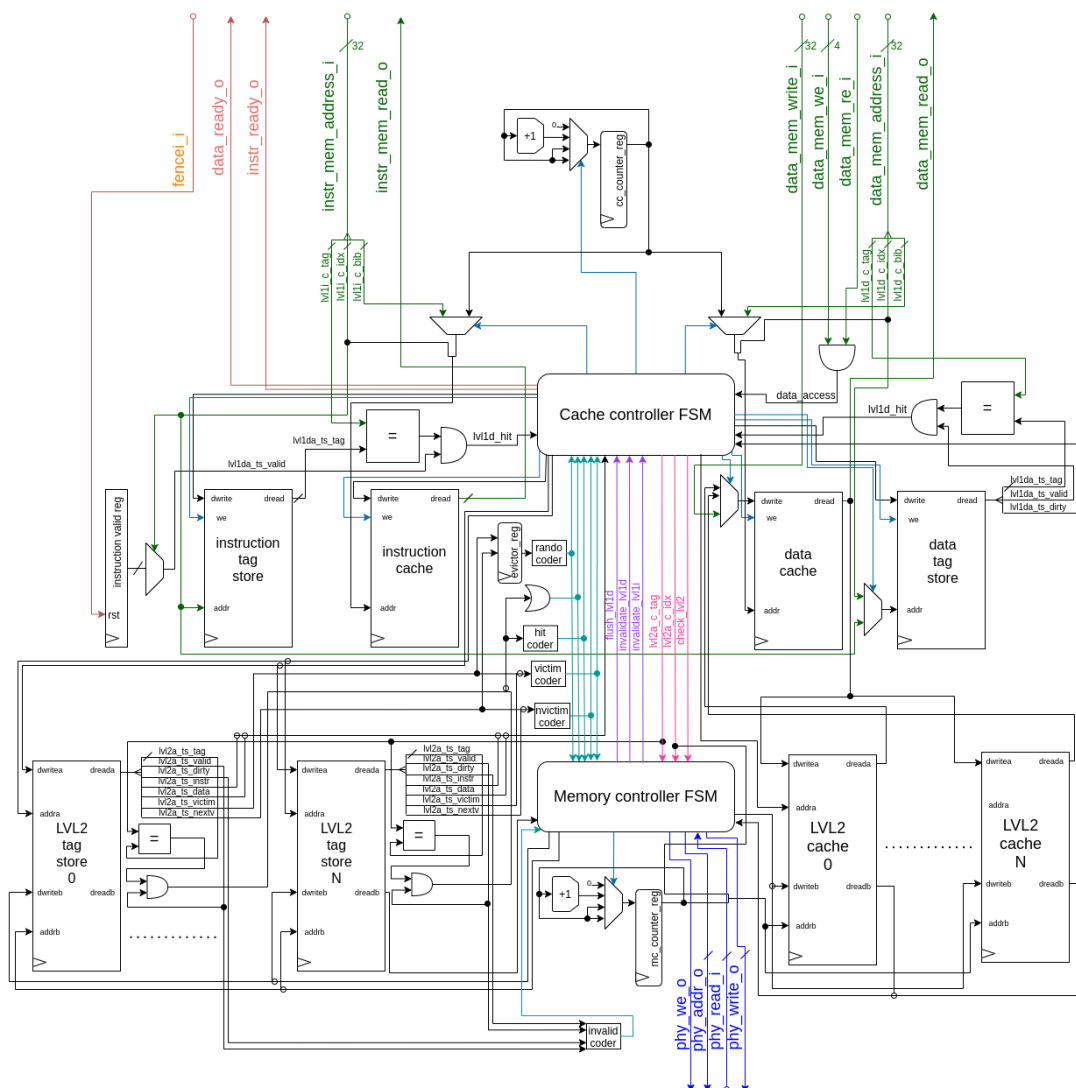 fencei_i
data_ready_o
instr_ready_o
instr_mem_address_i
32
instr_mem_read_o
data_mem_write_i
32
data_mem_we_i
4
data_mem_re_i
data_mem_address_i
32
data_mem_read_o
+1
0
cc_counter_reg
lvl1i_c_tag
lvl1i_c_idx
lvl1i_c_bib
lvl1d_c_tag
lvl1d_c_idx
lvl1d_c_bib
Cache controller FSM
data_access
lvl1d_hit
=
=
lvl1d_hit
lvl1da_ts_tag
lvl1da_ts_valid
lvl1da_ts_tag
lvl1da_ts_valid
lvl1da_ts_dirty
instruction valid reg
rst
dwrite
dread
we
instruction
tag
store
addr
dwrite
dread
we
instruction
cache
addr
evictor_reg
rando
coder
hit
coder
victim
coder
nvictim
coder
flush_lvl1d
invalidate_lvl1d
invalidate_lvl1i
lvl2a_c_tag
lvl2a_c_idx
check_lvl2
dwrite
dread
we
data
cache
addr
dwrite
dread
we
data
tag
store
addr
dwritea
dreada
addra
LVL2
tag
store
0
dwriteb
dreadb
addrb
lvl2a_ts_tag
lvl2a_ts_valid
lvl2a_ts_dirty
lvl2a_ts_instr
lvl2a_ts_data
lvl2a_ts_victim
lvl2a_ts_nextv
=
dwritea
dreada
addra
LVL2
tag
store
N
dwriteb
dreadb
addrb
lvl2a_ts_tag
lvl2a_ts_valid
lvl2a_ts_dirty
lvl2a_ts_instr
lvl2a_ts_data
lvl2a_ts_victim
lvl2a_ts_nextv
=
Memory controller FSM
+1
0
mc_counter_reg
dwritea
dreada
addra
LVL2
cache
0
dwriteb
dreadb
addrb
dwritea
dreada
addra
LVL2
cache
N
dwriteb
dreadb
addrb
invalid
coder
phy_we_o
phy_addr_o
phy_read_i
phy_write_o